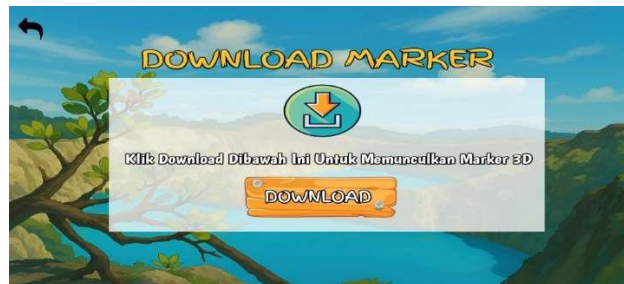 DOWNLOAD MARKER
Klik Download Dibawah Ini Untuk Memunculkan Marker 3D
DOWNLOAD